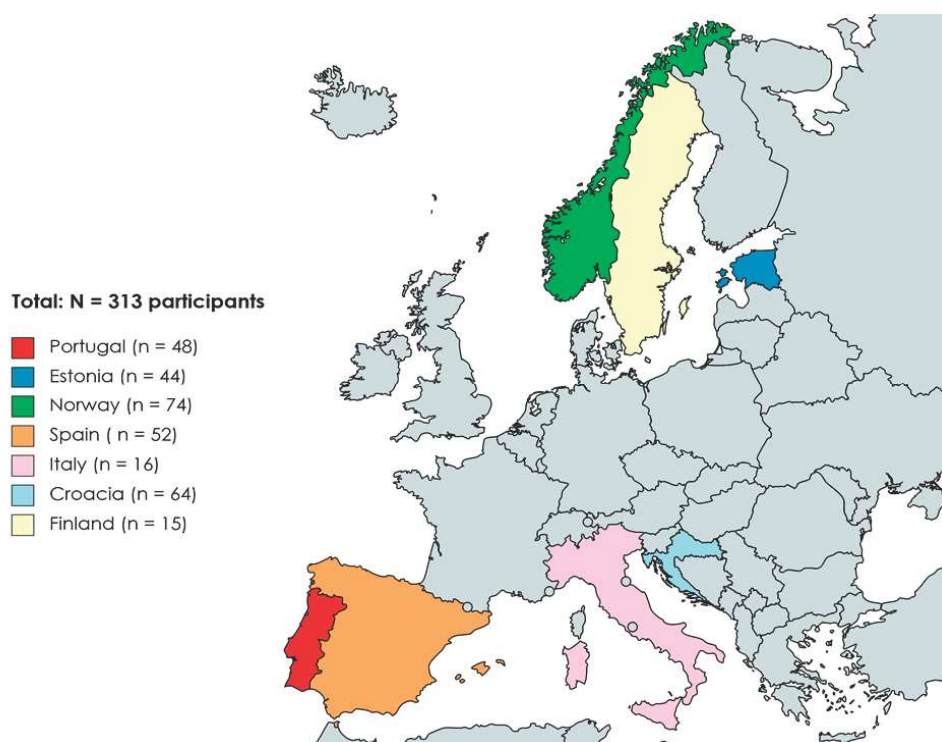 Total: N = 313 participants
Portugal (n = 48)
Estonia (n = 44)
Norway (n = 74)
Spain ( n = 52)
Italy (n = 16)
Croacia (n = 64)
Finland (n = 15)